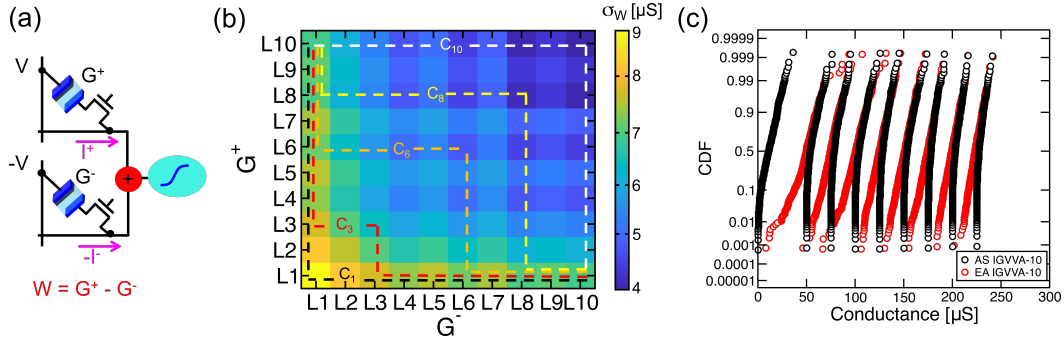 (a)
V
G⁺
I⁺
-V
G⁻
-I⁻
+
W = G⁺ - G⁻
(b)
σ_W [µS]
G⁺
L10
L9
L8
L7
L6
L5
L4
L3
L2
L1
C₁₀
C₈
C₆
C₃
C₁
L1 L2 L3 L4 L5 L6 L7 L8 L9 L10
G⁻
9
8
7
6
5
4
(c)
CDF
0.9999
0.99
0.9
0.5
0.1
0.01
0.001
0.0001
0.00001
AS IGVVA-10
EA IGVVA-10
0 50 100 150 200 250 300
Conductance [µS]